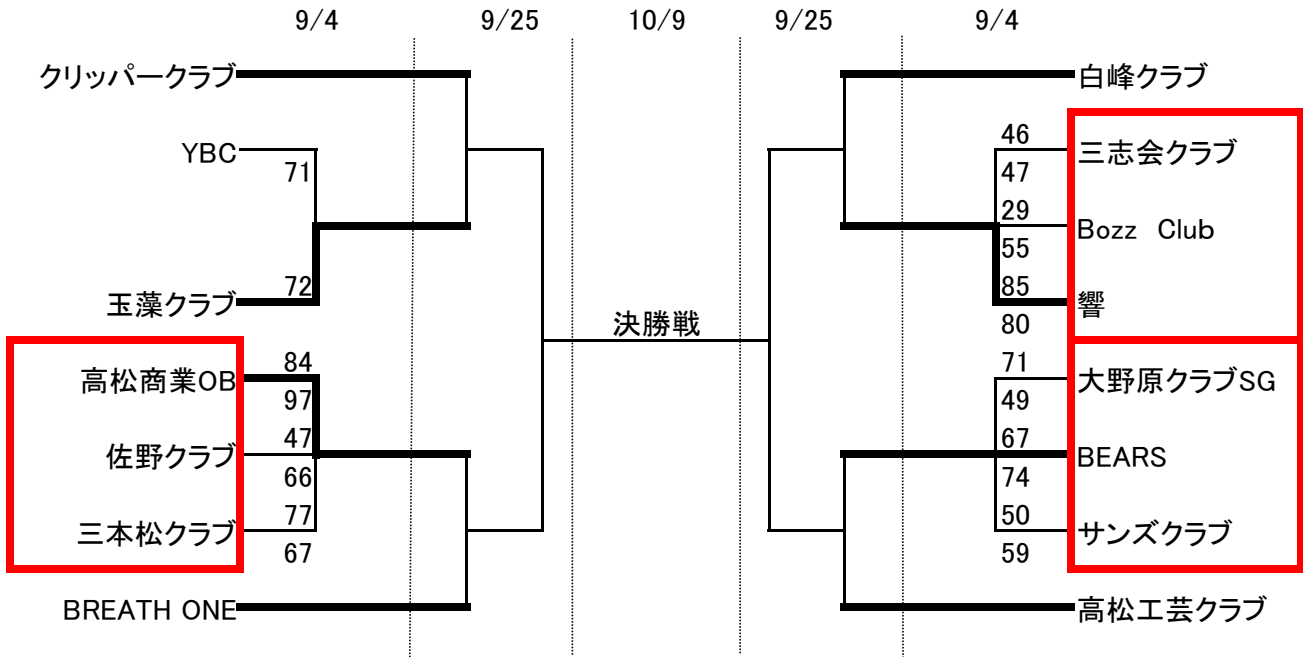 9/4 9/25 10/9 9/25 9/4
クリッパークラブ
YBC
71
72
玉藻クラブ
高松商業OB
84
97
佐野クラブ
47
66
三本松クラブ
77
67
BREATH ONE
決勝戦
白峰クラブ
46
三志会クラブ
47
29
Bozz Club
55
85
響
80
71
大野原クラブSG
49
67
BEARS
74
50
サンズクラブ
59
高松工芸クラブ